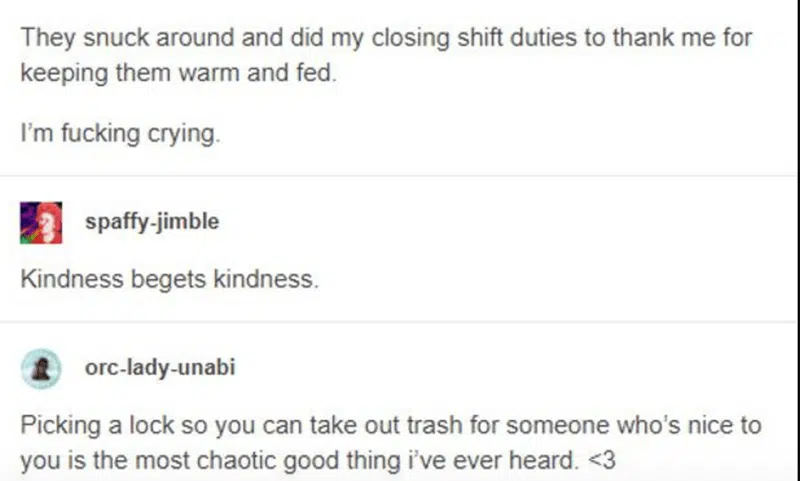 They snuck around and did my closing shift duties to thank me for
keeping them warm and fed.
I'm fucking crying.
spaffy-jimble
Kindness begets kindness.
orc-lady-unabi
Picking a lock so you can take out trash for someone who's nice to
you is the most chaotic good thing i've ever heard. <3